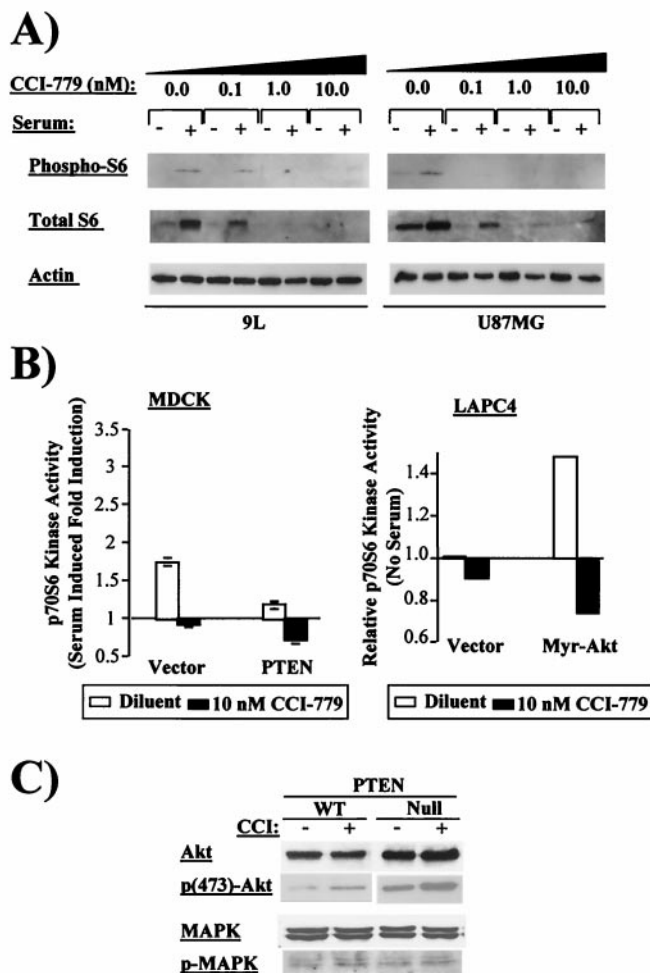 A)
CCI-779 (nM): 0.0 0.1 1.0 10.0 0.0 0.1 1.0 10.0
Serum: - + - + - + - + - + - + - + - +
Phospho-S6
Total S6
Actin
9L U87MG
B)
MDCK
p70S6 Kinase Activity
(Serum Induced Fold Induction)
3.5
3
2.5
2
1.5
1
0.5
Vector PTEN
Diluent 10 nM CCI-779
LAPC4
Relative p70S6 Kinase Activity
(No Serum)
1.4
1.2
1.0
0.8
0.6
Vector Myr-Akt
Diluent 10 nM CCI-779
C)
PTEN
WT Null
CCI: - + - +
Akt
p(473)-Akt
MAPK
p-MAPK